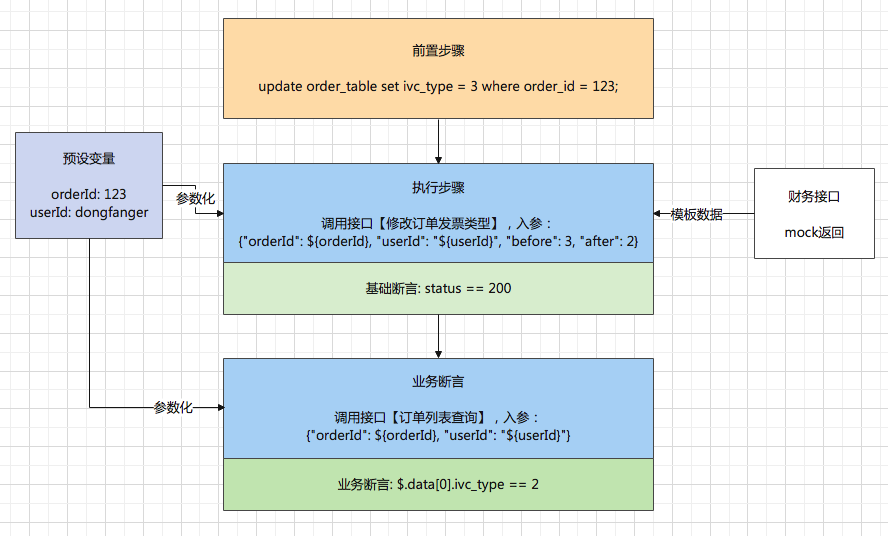 前置步骤
update order_table set ivc_type = 3 where order_id = 123;
预设变量
orderId: 123
userId: dongfanger
参数化
执行步骤
调用接口【修改订单发票类型】，入参：
{"orderId": ${orderId}, "userId": "${userId}", "before": 3, "after": 2}
基础断言: status == 200
模板数据
财务接口
mock返回
参数化
业务断言
调用接口【订单列表查询】，入参：
{"orderId": ${orderId}, "userId": "${userId}"}
业务断言: $.data[0].ivc_type == 2